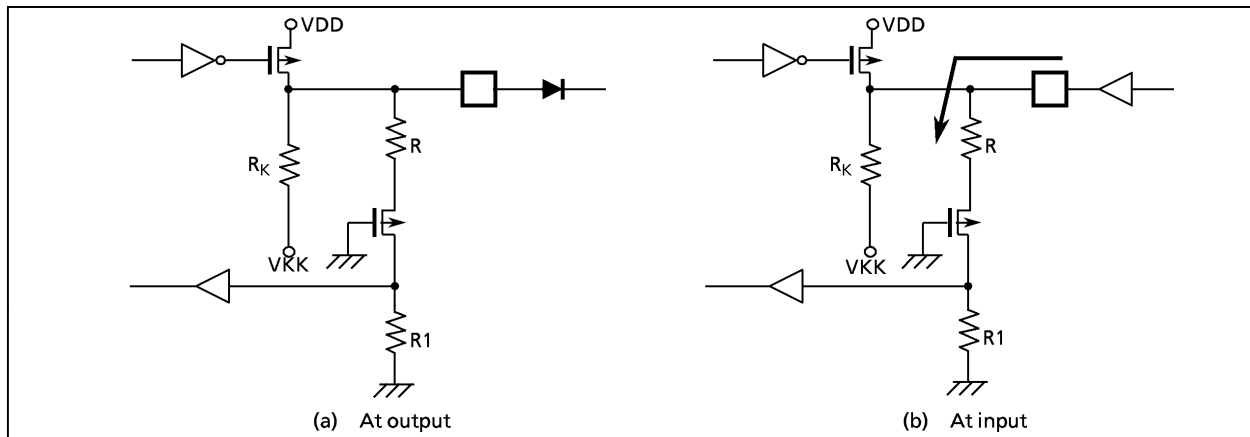 VDD
R
RK
VKK
R1
(a) At output
VDD
R
RK
VKK
R1
(b) At input